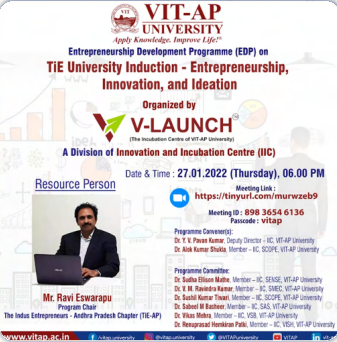 VIT-AP
UNIVERSITY
Apply Knowledge. Improve Life!®
Entrepreneurship Development Programme (EDP) on
TiE University Induction - Entrepreneurship,
Innovation, and Ideation
Organized by
V-LAUNCH
(The Incubation Centre of VIT-AP University)
A Division of Innovation and Incubation Centre (IIC)
Date & Time : 27.01.2022 (Thursday), 06.00 PM
Resource Person
Meeting Link :
https://tinyurl.com/murwzeb9
Meeting ID : 898 3654 6136
Passcode : vitap
Programme Convener(s):
Dr. Y. V. Pavan Kumar, Deputy Director – IIC, VIT-AP University
Dr. Alok Kumar Shukla, Member – IIC, SCOPE, VIT-AP University
Programme Committee:
Dr. Sudha Ellison Mathe, Member – IIC, SENSE, VIT-AP University
Dr. V M. Ravindra Kumar, Member – IIC, SMEC, VIT-AP University
Dr. Sushil Kumar Tiwari, Member – IIC, SCOPE, VIT-AP University
Dr. Sabeel M Basheer, Member – IIC, SAS, VIT-AP University
Dr. Vikas Mehra, Member – IIC, VSB, VIT-AP University
Dr. Renuprasad Hemkiran Patki, Member – IIC, VISH, VIT-AP University
Mr. Ravi Eswarapu
Program Chair
The Indus Entrepreneurs - Andhra Pradesh Chapter (TiE-AP)
www.vitap.ac.in
/vitap.university
@vitap.university
@VITAPuniversity
/vitap university
vit-ap